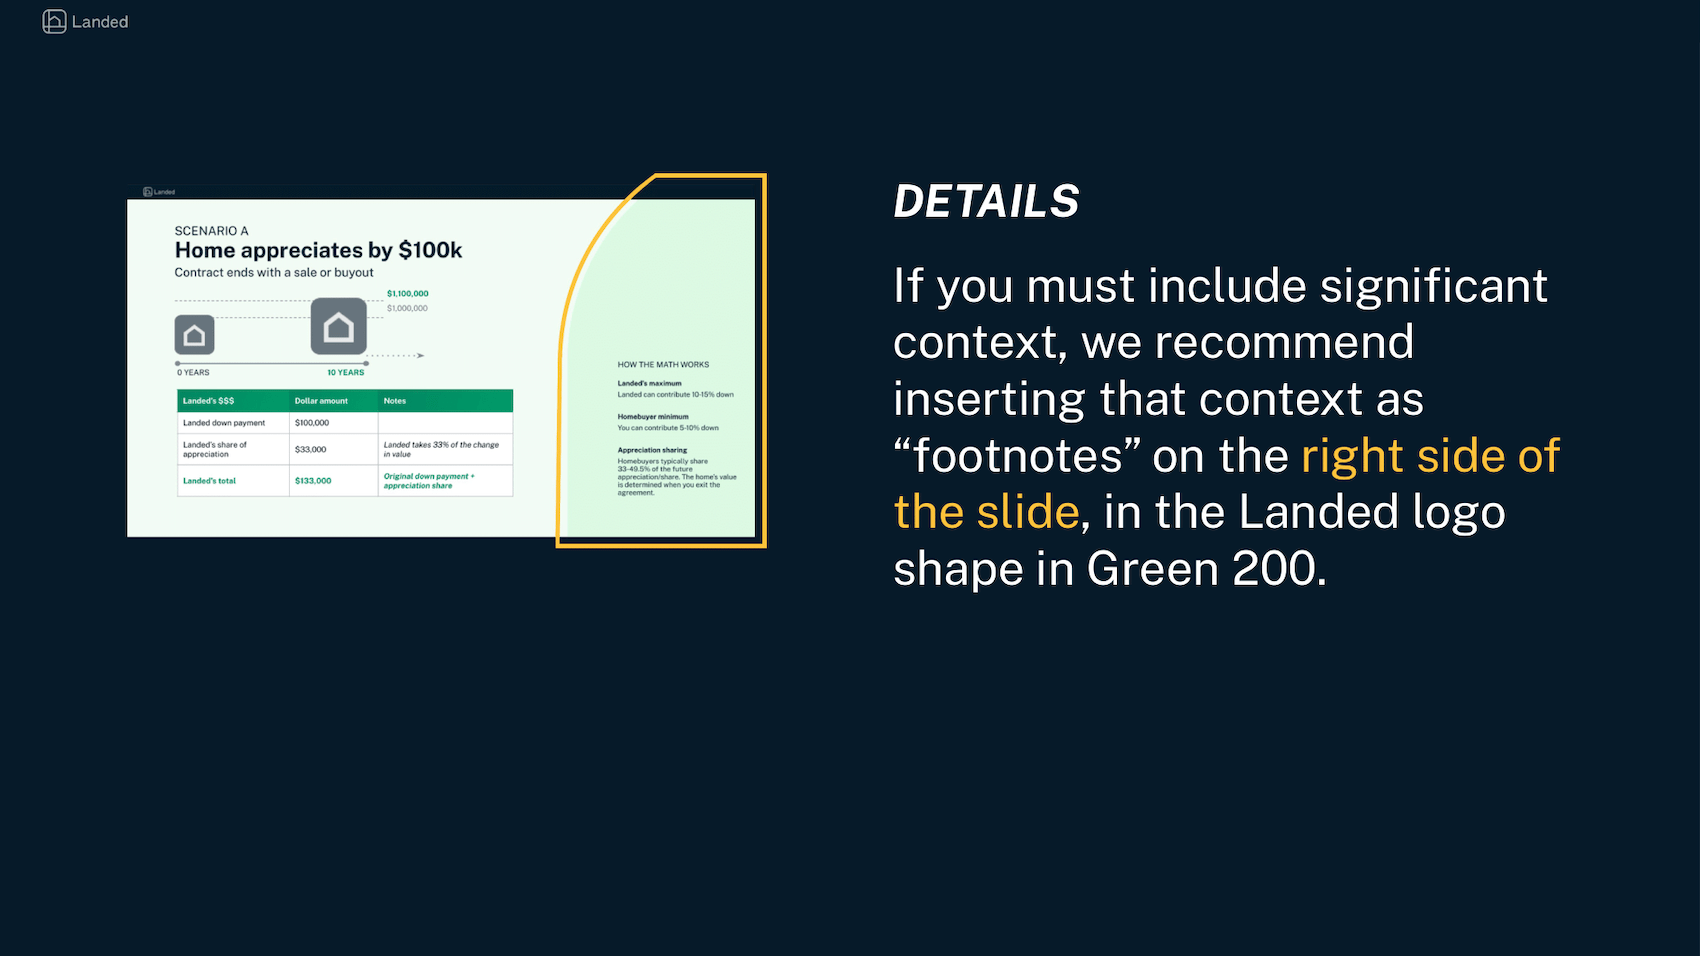 Landed
Landed
SCENARIO A
Home appreciates by $100k
Contract ends with a sale or buyout
$1,100,000
$1,000,000
0 YEARS
10 YEARS
Landed's $$$ Dollar amount Notes
Landed down payment $100,000
Landed's share of
appreciation
$33,000
Landed takes 33% of the change
in value
Landed's total
$133,000
Original down payment +
appreciation share
HOW THE MATH WORKS
Landed's maximum
Landed can contribute 10-15% down
Homebuyer minimum
You can contribute 5-10% down
Appreciation sharing
Homebuyers typically share
33-49.5% of the future
appreciation/share. The home's value
is determined when you exit the
agreement.
DETAILS
If you must include significant
context, we recommend
inserting that context as
“footnotes” on the right side of
the slide, in the Landed logo
shape in Green 200.